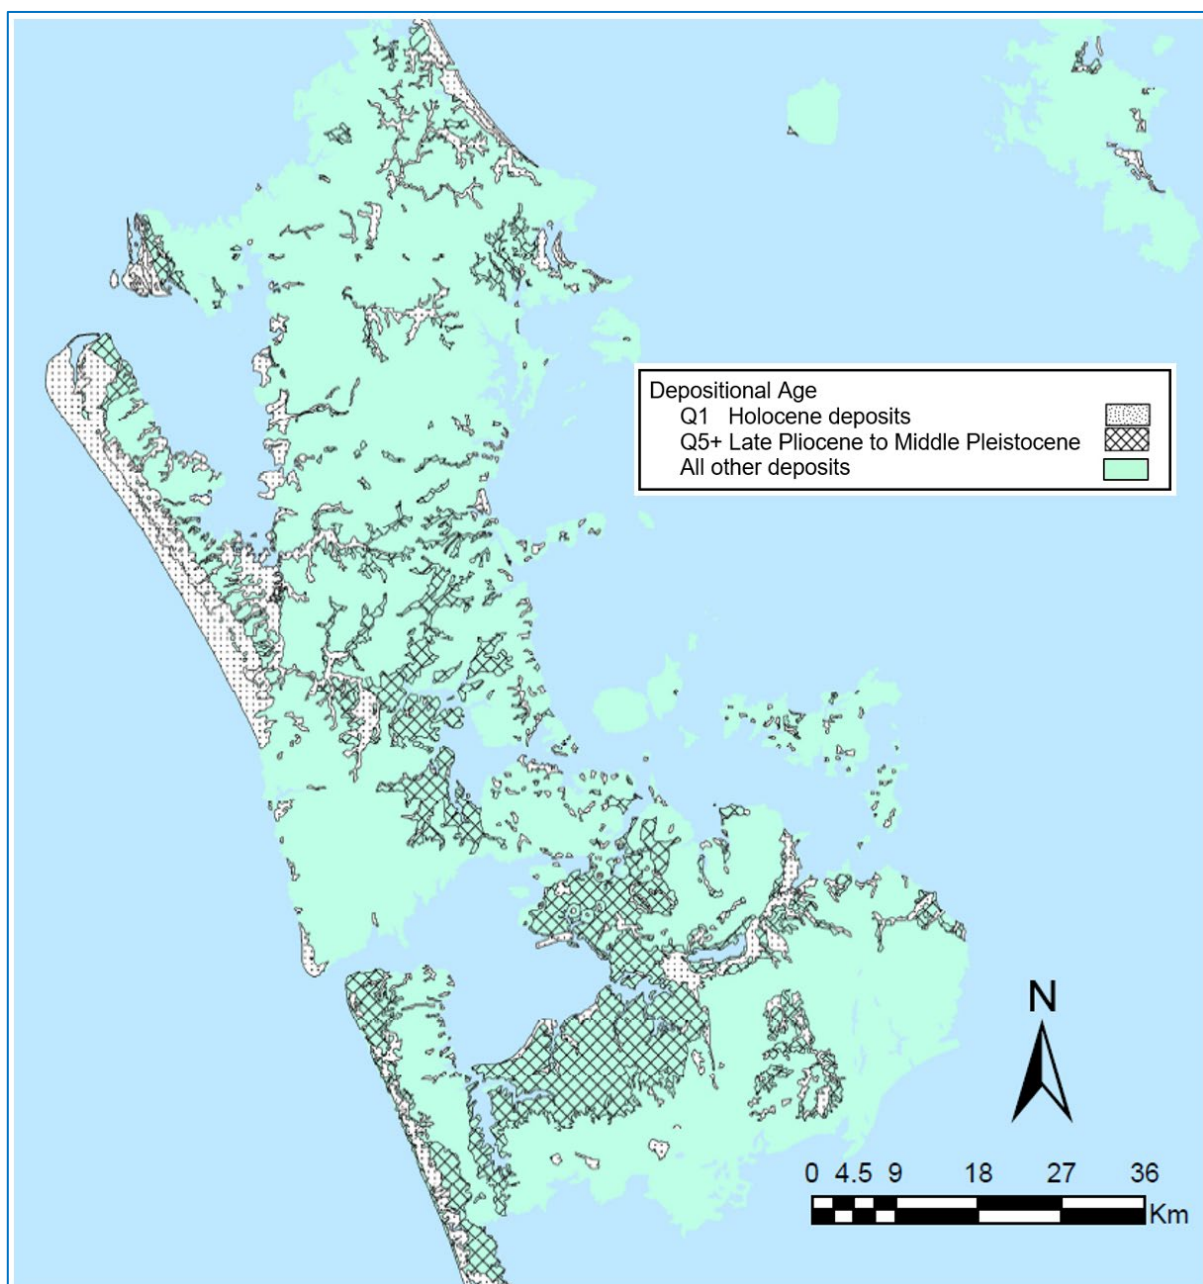 Depositional Age
Q1 Holocene deposits
Q5+ Late Pliocene to Middle Pleistocene
All other deposits
N
0 4.5 9 18 27 36
Km